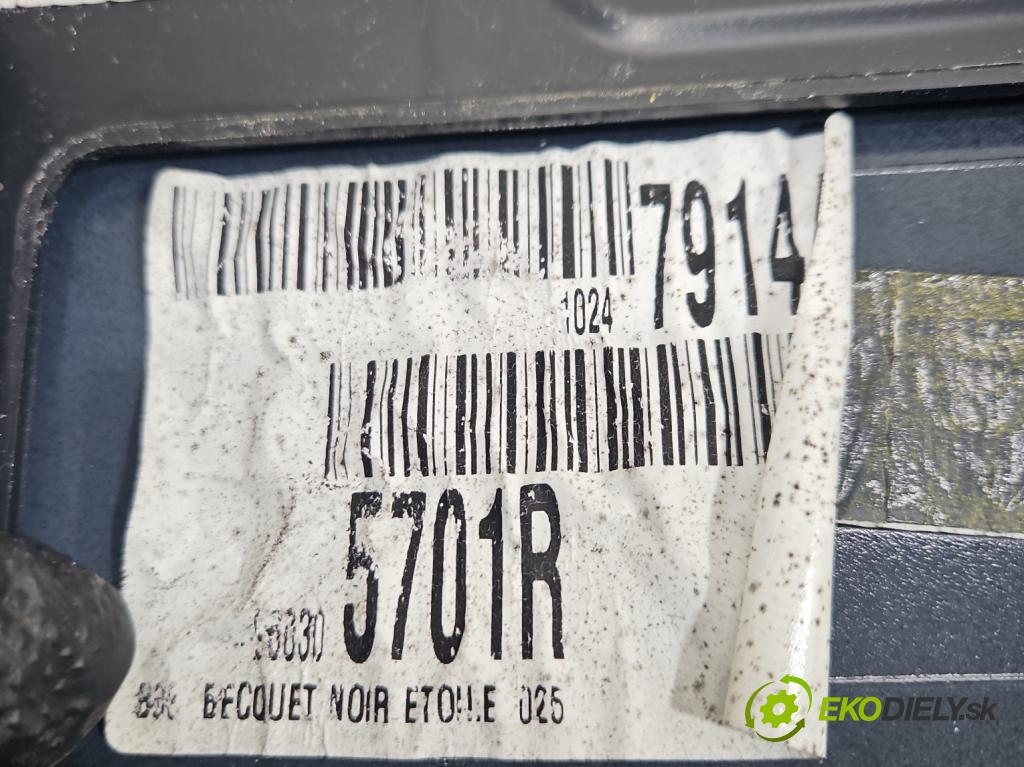 7914
1024
5701R
BECQUET NOIR ETOILE 025
EKODIELY.sk